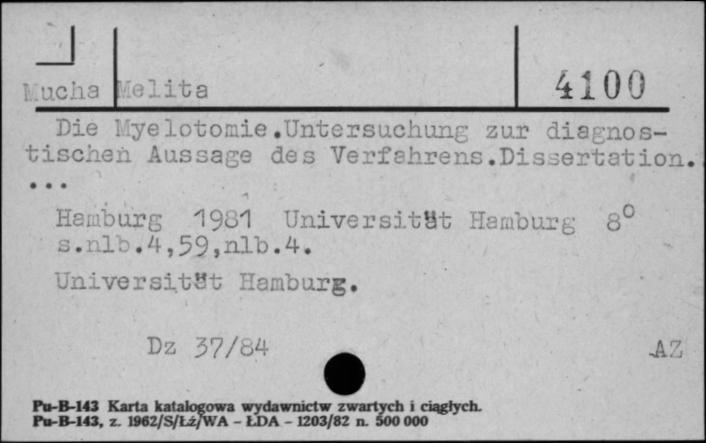 Mucha Melita 4100
Die Myelotomie.Untersuchung zur diagnos-
tischen Aussage des Verfahrens.Dissertation.
...
Hamburg 1981 Universität Hamburg 8°
s.nlb.4,59,nlb.4.
Universität Hamburg.
Dz 37/84 AZ
Pu-B-143 Karta katalogowa wydawnictw zwartych i ciągłych.
Pu-B-143, z. 1962/S/Łź/WA – ŁDA – 1203/82 n. 500 000